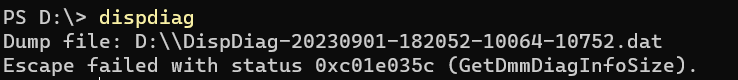 PS D:\> dispdiag
Dump file: D:\\DispDiag-20230901-182052-10064-10752.dat
Escape failed with status 0xc01e035c (GetDmmDiagInfoSize).